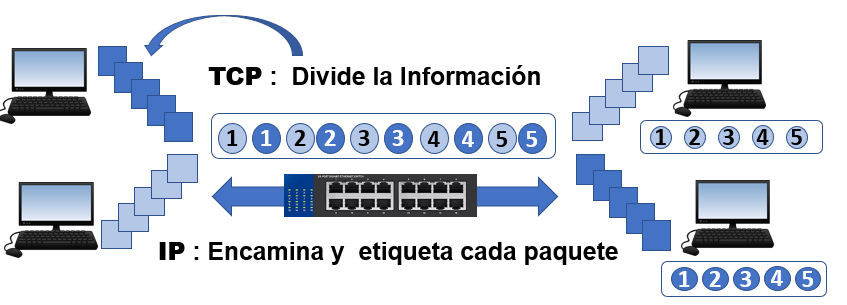 TCP : Divide la Información
1 1 2 2 3 3 4 4 5 5
1 2 3 4 5
IP : Encamina y etiqueta cada paquete
1 2 3 4 5